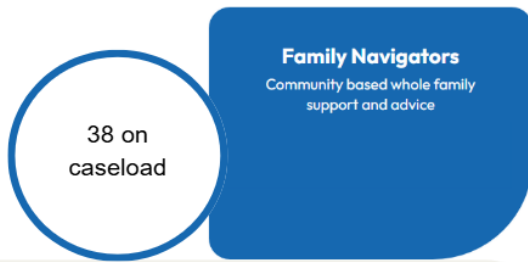 38 on
caseload
Family Navigators
Community based whole family
support and advice